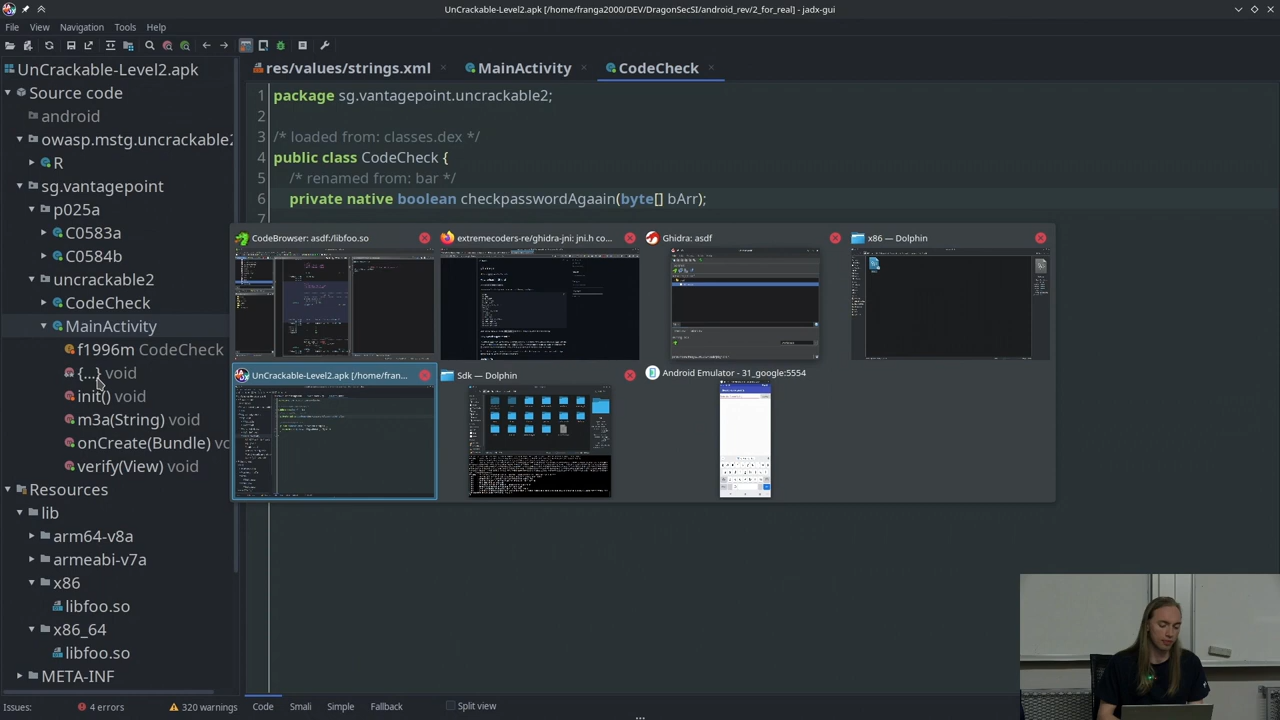 UnCrackable-Level2.apk [/home/franga2000/DEV/DragonSecSI/android_rev/2_for_real] - jadx-gui
File View Navigation Tools Help
UnCrackable-Level2.apk
Source code
android
owasp.mstg.uncrackable2
R
sg.vantagepoint
p025a
C0583a
C0584b
uncrackable2
CodeCheck
MainActivity
f1996m CodeCheck
{...} void
init() void
m3a(String) void
onCreate(Bundle) vo
verify(View) void
Resources
lib
arm64-v8a
armeabi-v7a
x86
libfoo.so
x86_64
libfoo.so
META-INF
res/values/strings.xml MainActivity CodeCheck
1 package sg.vantagepoint.uncrackable2;
2
3 /* loaded from: classes.dex */
4 public class CodeCheck {
5 /* renamed from: bar */
6 private native boolean checkpasswordAgaain(byte[] bArr);
7
CodeBrowser: asdf:/libfoo.so
extremecoders-re/ghidra-jni: jni.h co...
Ghidra: asdf
x86 — Dolphin
UnCrackable-Level2.apk [/home/fran...
Sdk — Dolphin
Android Emulator - 31_google:5554
Issues: 4 errors 320 warnings Code Smali Simple Fallback Split view